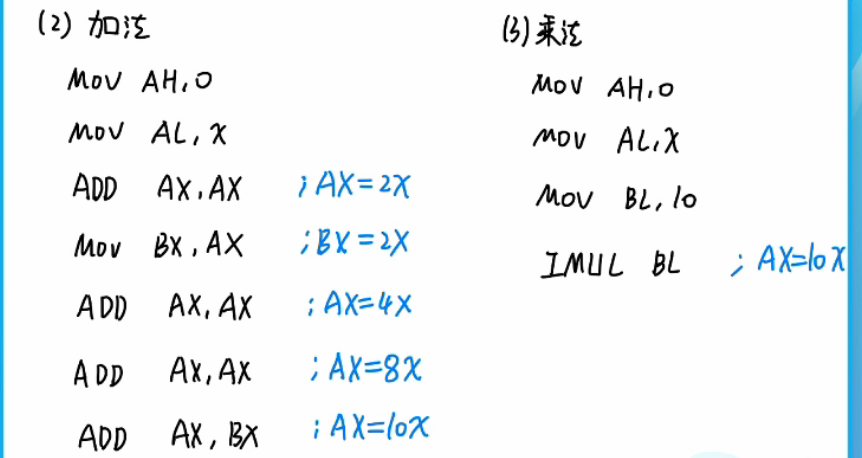 (2) 加法
MOV AH,0
MOV AL,X
ADD AX,AX ;AX=2X
MOV BX,AX ;BX=2X
ADD AX,AX ;AX=4X
ADD AX,AX ;AX=8X
ADD AX,BX ;AX=10X
(3) 乘法
MOV AH,0
MOV AL,X
MOV BL,10
IMUL BL ;AX=10X